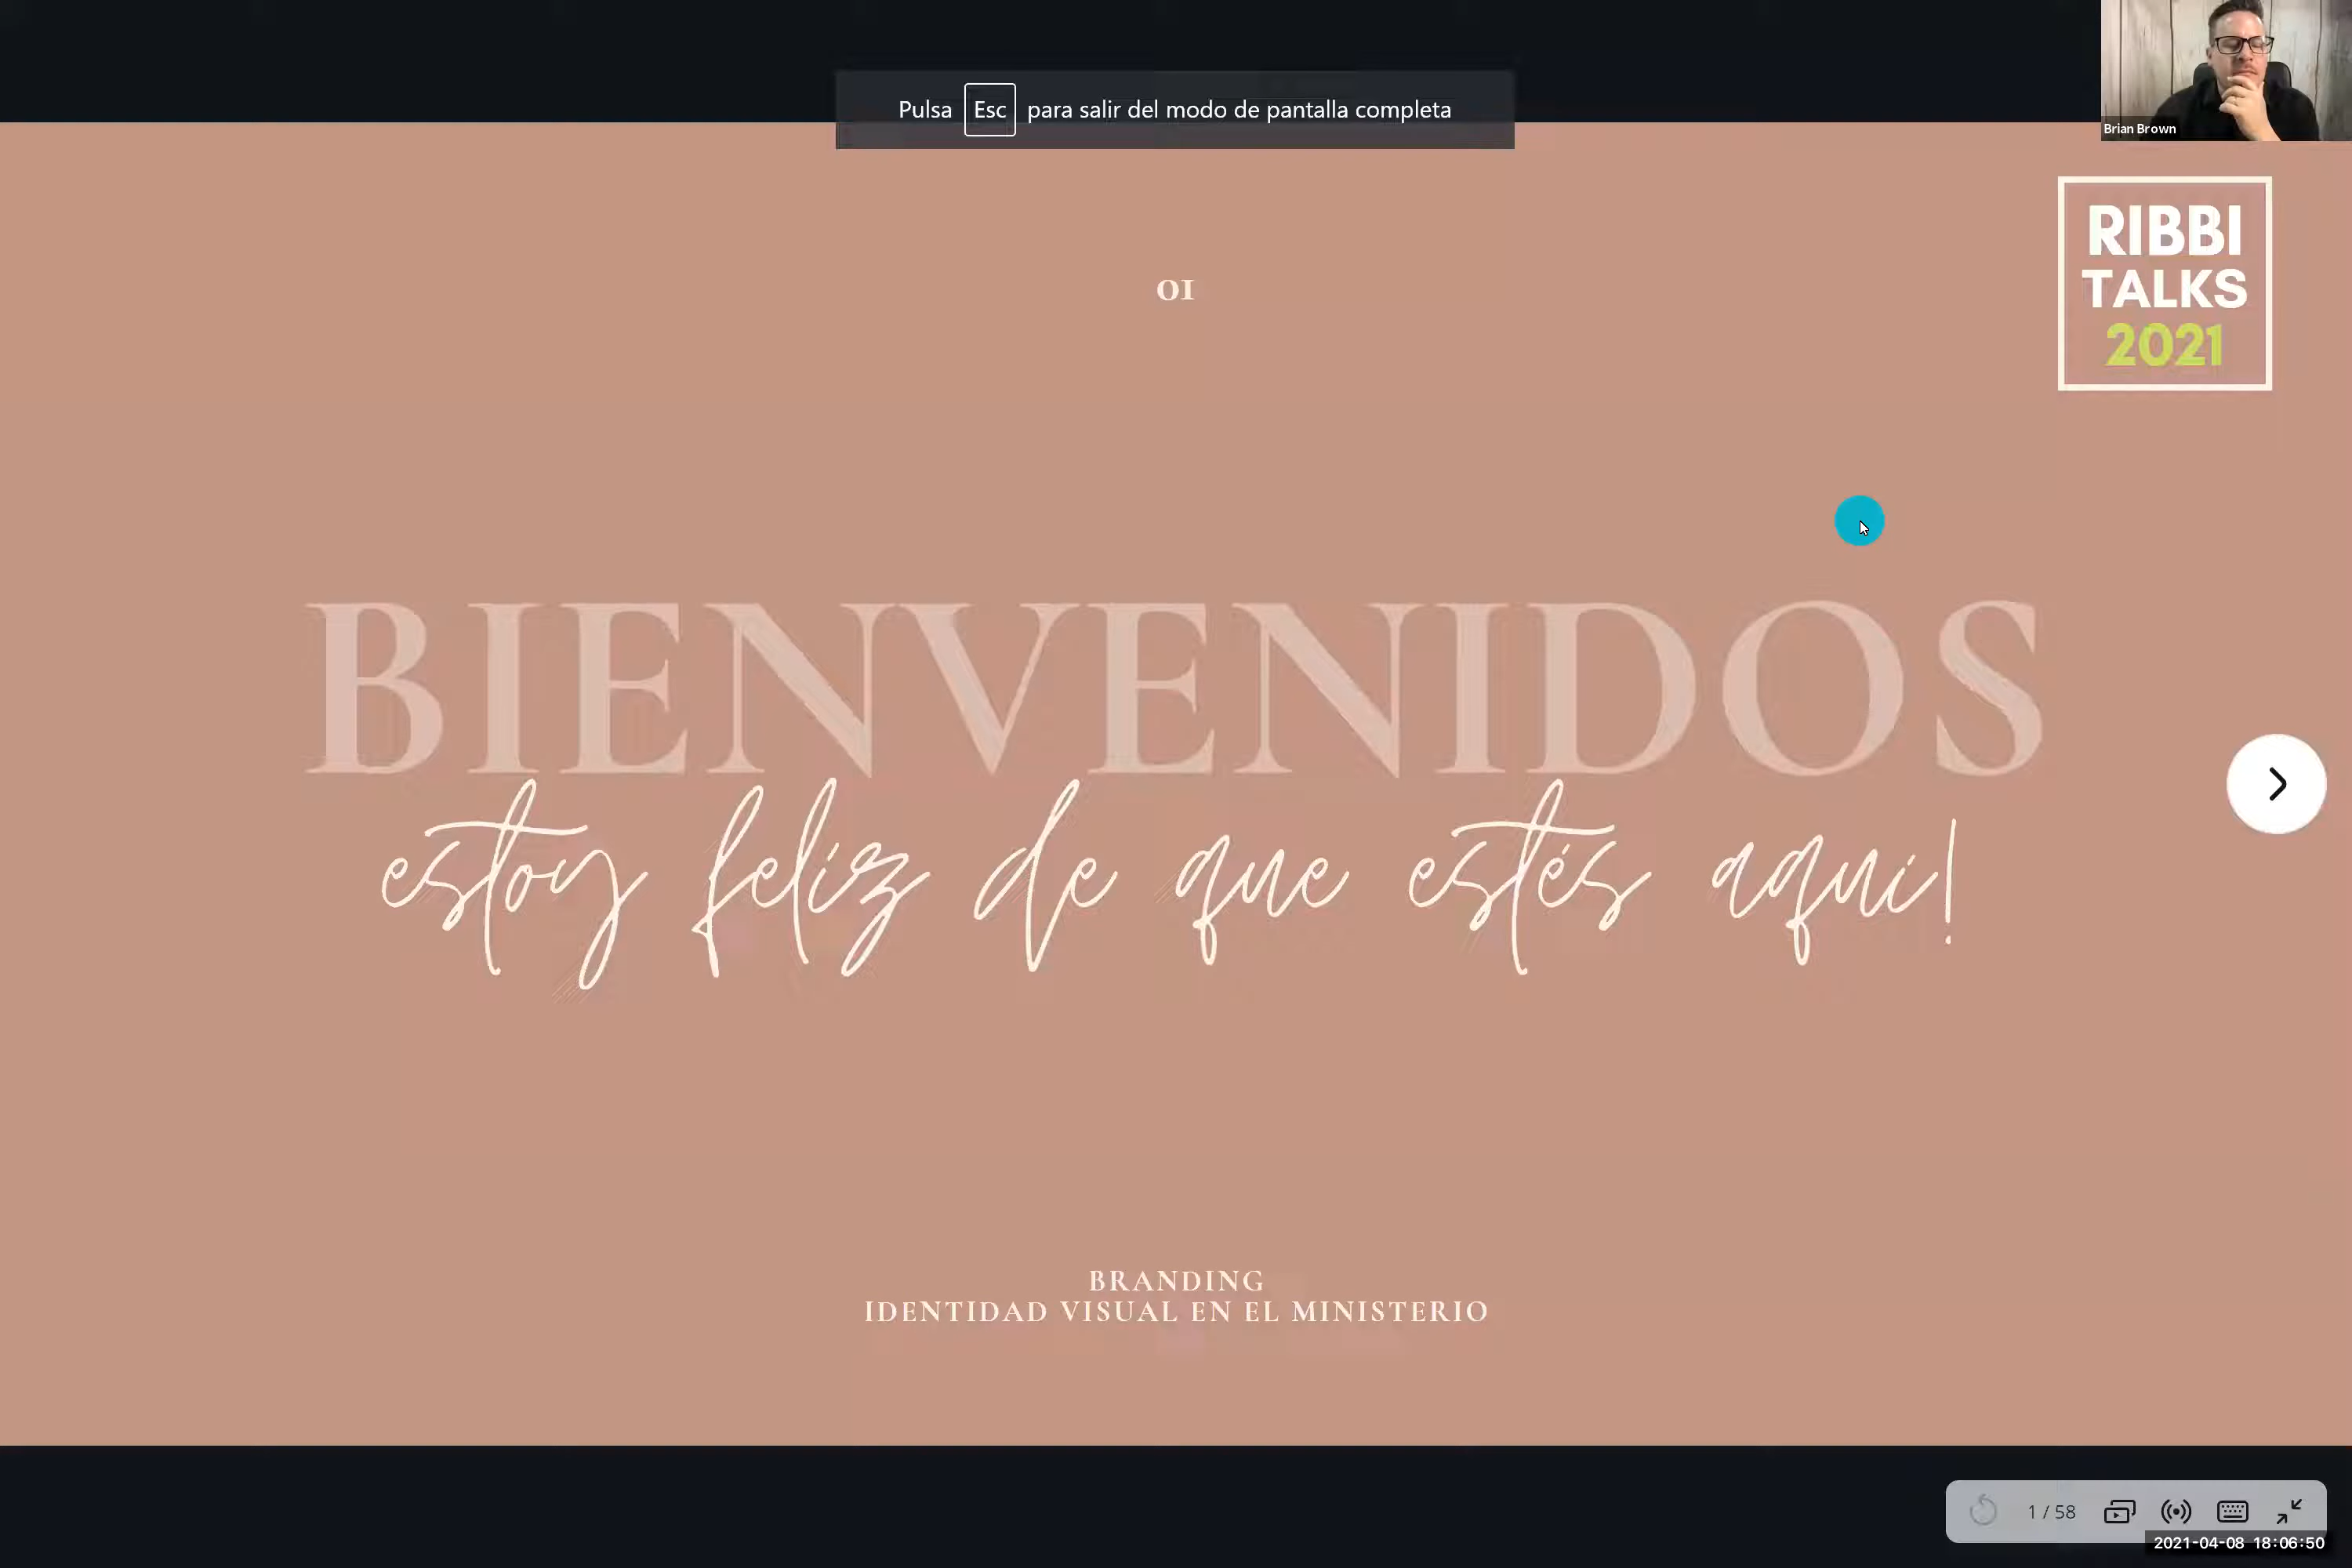 Pulsa Esc para salir del modo de pantalla completa
Brian Brown
RIBBI
TALKS
2021
01
BIENVENIDOS
estoy feliz de que estés aquí!
BRANDING
IDENTIDAD VISUAL EN EL MINISTERIO
1 / 58
2021-04-08 18:06:50